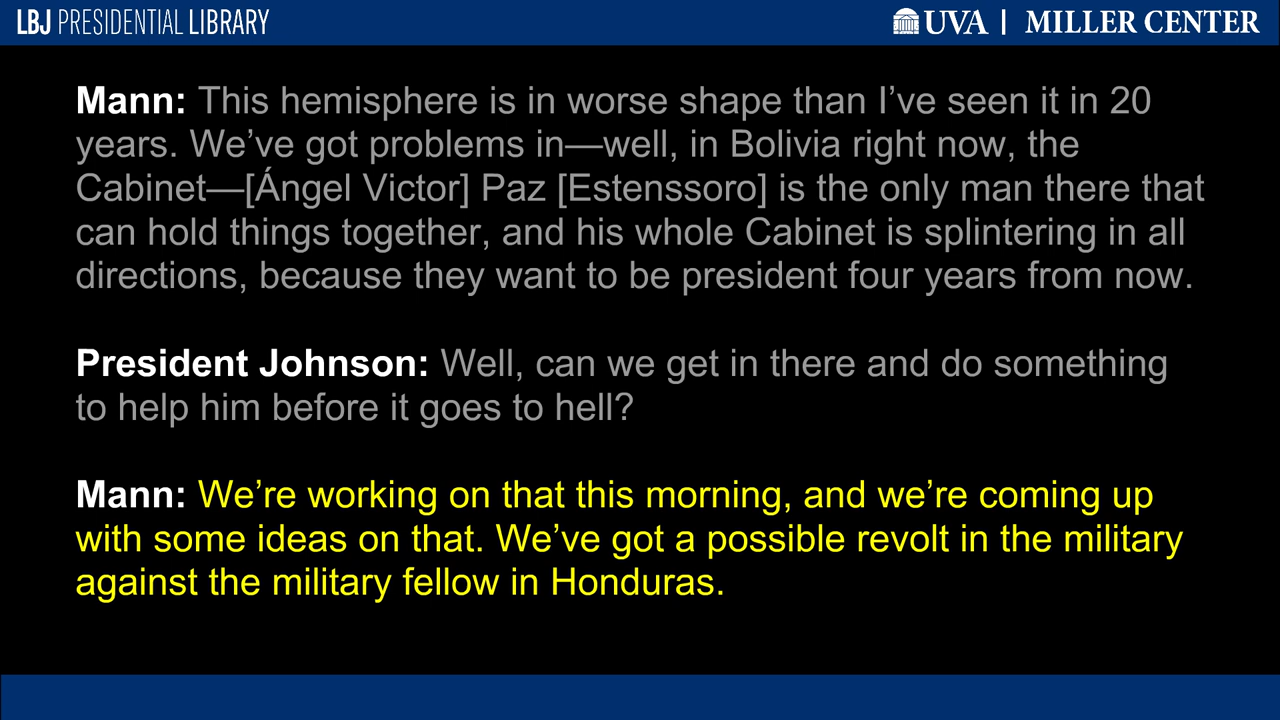 LBJ PRESIDENTIAL LIBRARY
UVA | MILLER CENTER
Mann: This hemisphere is in worse shape than I’ve seen it in 20
years. We’ve got problems in—well, in Bolivia right now, the
Cabinet—[Ángel Victor] Paz [Estenssoro] is the only man there that
can hold things together, and his whole Cabinet is splintering in all
directions, because they want to be president four years from now.
President Johnson: Well, can we get in there and do something
to help him before it goes to hell?
Mann: We’re working on that this morning, and we’re coming up
with some ideas on that. We’ve got a possible revolt in the military
against the military fellow in Honduras.